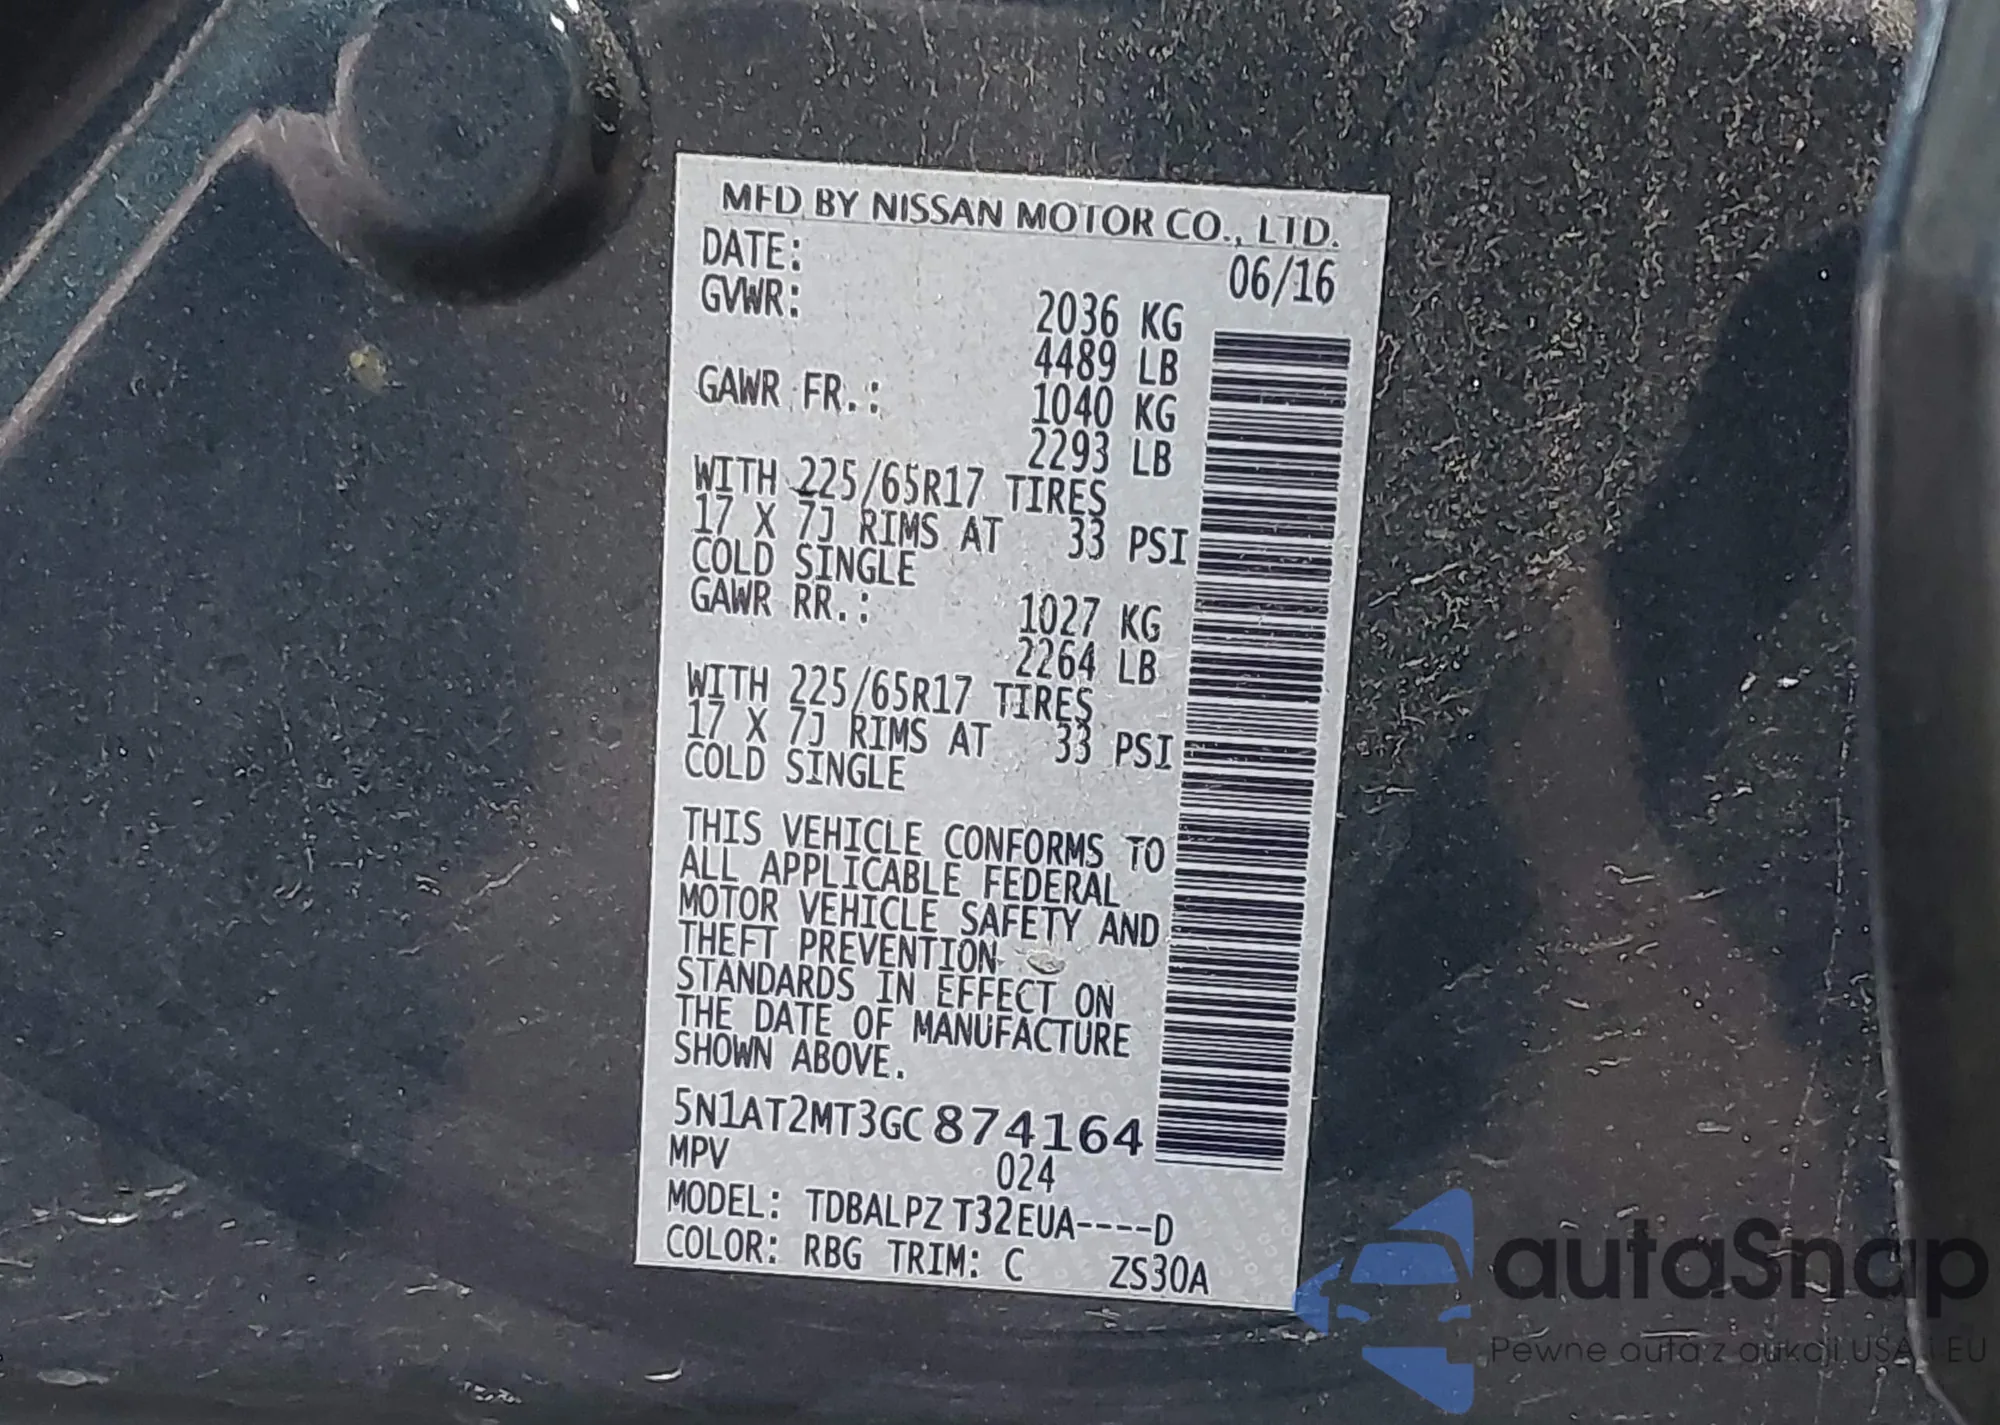 MFD BY NISSAN MOTOR CO., LTD.
DATE: 06/16
GVWR: 2036 KG
4489 LB
GAWR FR.: 1040 KG
2293 LB
WITH 225/65R17 TIRES
17 X 7J RIMS AT 33 PSI
COLD SINGLE
GAWR RR.: 1027 KG
2264 LB
WITH 225/65R17 TIRES
17 X 7J RIMS AT 33 PSI
COLD SINGLE
THIS VEHICLE CONFORMS TO
ALL APPLICABLE FEDERAL
MOTOR VEHICLE SAFETY AND
THEFT PREVENTION
STANDARDS IN EFFECT ON
THE DATE OF MANUFACTURE
SHOWN ABOVE.
5N1AT2MT3GC874164
MPV 024
MODEL: TDBALPZ T32EUA----D
COLOR: RBG TRIM: C ZS30A
autaSnap
Pewne auta z aukcji USA i EU